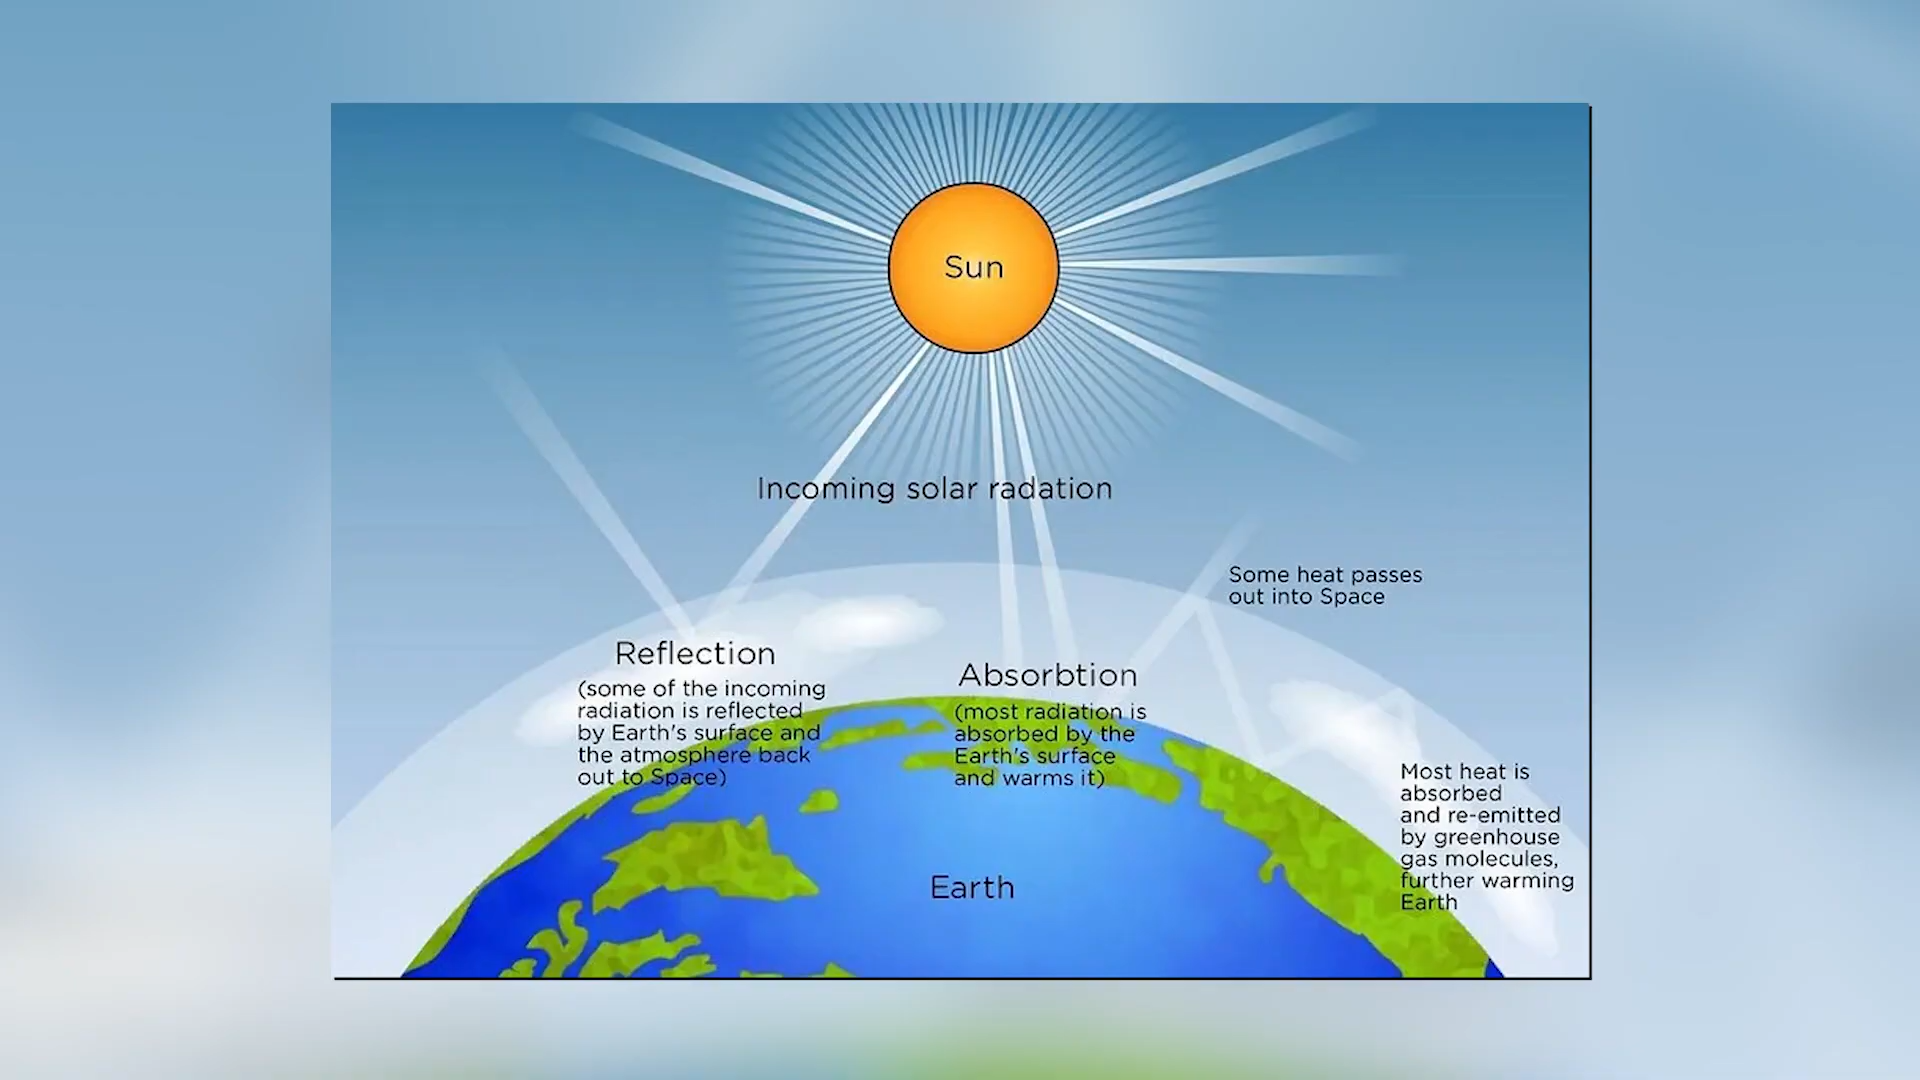 Sun
Incoming solar radation
Some heat passes
out into Space
Reflection
(some of the incoming
radiation is reflected
by Earth's surface and
the atmosphere back
out to Space)
Absorbtion
(most radiation is
absorbed by the
Earth's surface
and warms it)
Most heat is
absorbed
and re-emitted
by greenhouse
gas molecules,
further warming
Earth
Earth